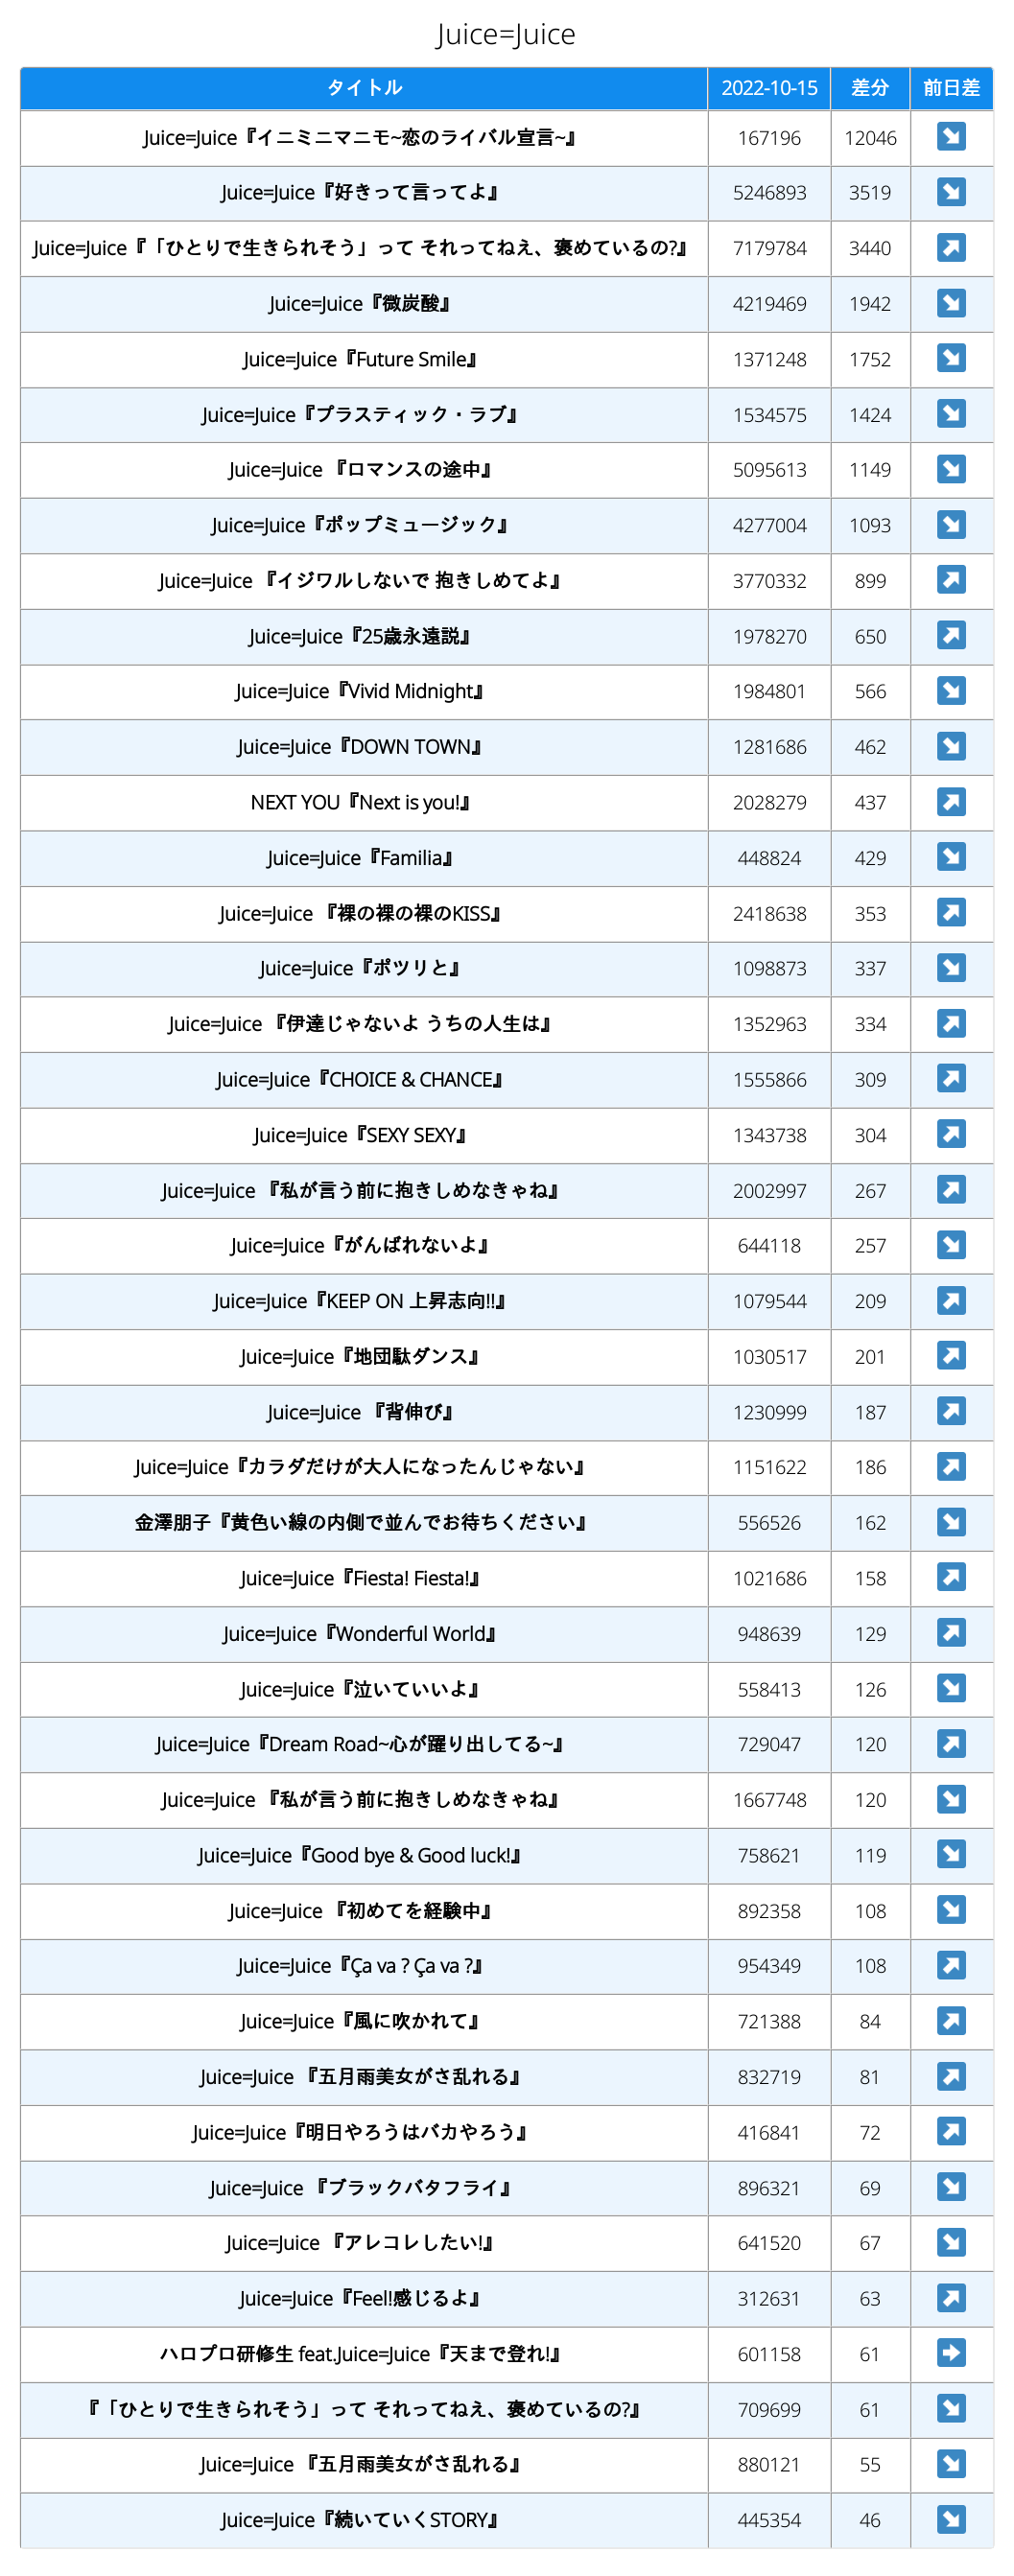 Juice=Juice
タイトル 2022-10-15 差分 前日差
Juice=Juice『イニミニマニモ~恋のライバル宣言~』 167196 12046 ↘
Juice=Juice『好きって言ってよ』 5246893 3519 ↘
Juice=Juice『「ひとりで生きられそう」って それってねえ、褒めているの?』 7179784 3440 ↗
Juice=Juice『微炭酸』 4219469 1942 ↘
Juice=Juice『Future Smile』 1371248 1752 ↘
Juice=Juice『プラスティック・ラブ』 1534575 1424 ↘
Juice=Juice 『ロマンスの途中』 5095613 1149 ↘
Juice=Juice『ポップミュージック』 4277004 1093 ↘
Juice=Juice 『イジワルしないで 抱きしめてよ』 3770332 899 ↗
Juice=Juice『25歳永遠説』 1978270 650 ↗
Juice=Juice『Vivid Midnight』 1984801 566 ↘
Juice=Juice『DOWN TOWN』 1281686 462 ↘
NEXT YOU『Next is you!』 2028279 437 ↗
Juice=Juice『Familia』 448824 429 ↘
Juice=Juice 『裸の裸の裸のKISS』 2418638 353 ↗
Juice=Juice『ポツリと』 1098873 337 ↘
Juice=Juice 『伊達じゃないよ うちの人生は』 1352963 334 ↗
Juice=Juice『CHOICE & CHANCE』 1555866 309 ↗
Juice=Juice『SEXY SEXY』 1343738 304 ↗
Juice=Juice 『私が言う前に抱きしめなきゃね』 2002997 267 ↗
Juice=Juice『がんばれないよ』 644118 257 ↘
Juice=Juice『KEEP ON 上昇志向!!』 1079544 209 ↗
Juice=Juice『地団駄ダンス』 1030517 201 ↗
Juice=Juice 『背伸び』 1230999 187 ↗
Juice=Juice『カラダだけが大人になったんじゃない』 1151622 186 ↗
金澤朋子『黄色い線の内側で並んでお待ちください』 556526 162 ↘
Juice=Juice『Fiesta! Fiesta!』 1021686 158 ↗
Juice=Juice『Wonderful World』 948639 129 ↗
Juice=Juice『泣いていいよ』 558413 126 ↘
Juice=Juice『Dream Road~心が躍り出してる~』 729047 120 ↗
Juice=Juice 『私が言う前に抱きしめなきゃね』 1667748 120 ↘
Juice=Juice『Good bye & Good luck!』 758621 119 ↘
Juice=Juice 『初めてを経験中』 892358 108 ↘
Juice=Juice『Ça va ? Ça va ?』 954349 108 ↗
Juice=Juice『風に吹かれて』 721388 84 ↗
Juice=Juice 『五月雨美女がさ乱れる』 832719 81 ↗
Juice=Juice『明日やろうはバカやろう』 416841 72 ↗
Juice=Juice 『ブラックバタフライ』 896321 69 ↘
Juice=Juice 『アレコレしたい!』 641520 67 ↘
Juice=Juice『Feel!感じるよ』 312631 63 ↗
ハロプロ研修生 feat.Juice=Juice『天まで登れ!』 601158 61 →
『「ひとりで生きられそう」って それってねえ、褒めているの?』 709699 61 ↘
Juice=Juice 『五月雨美女がさ乱れる』 880121 55 ↘
Juice=Juice『続いていくSTORY』 445354 46 ↘